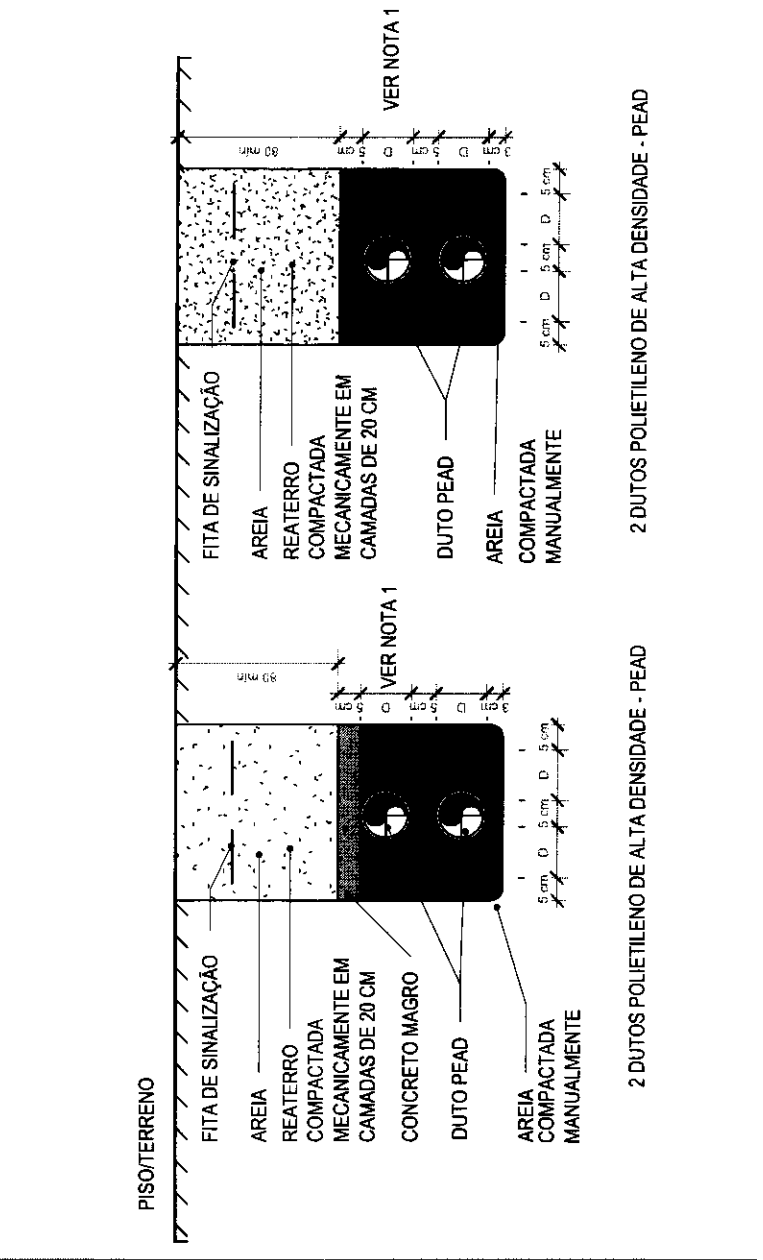 PISO/TERRENO
FITA DE SINALIZAÇÃO
AREIA
REATERRO
COMPACTADA
MECANICAMENTE EM
CAMADAS DE 20 CM
CONCRETO MAGRO
DUTO PEAD
AREIA
COMPACTADA
MANUALMENTE
80 min
5 cm
D
5 cm
D
3 cm
VER NOTA 1
5 cm
D
5 cm
D
5 cm
2 DUTOS POLIETILENO DE ALTA DENSIDADE - PEAD
FITA DE SINALIZAÇÃO
AREIA
REATERRO
COMPACTADA
MECANICAMENTE EM
CAMADAS DE 20 CM
DUTO PEAD
AREIA
COMPACTADA
MANUALMENTE
80 min
5 cm
D
5 cm
D
3 cm
VER NOTA 1
5 cm
D
5 cm
D
5 cm
2 DUTOS POLIETILENO DE ALTA DENSIDADE - PEAD